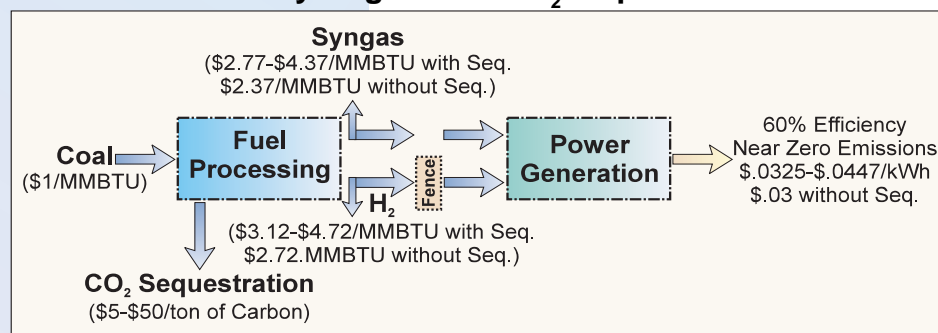 Syngas
($2.77-$4.37/MMBTU with Seq.
$2.37/MMBTU without Seq.)
Coal
($1/MMBTU)
Fuel
Processing
Fence
Power
Generation
60% Efficiency
Near Zero Emissions
$.0325-$.0447/kWh
$.03 without Seq.
H₂
($3.12-$4.72/MMBTU with Seq.
$2.72.MMBTU without Seq.)
CO₂ Sequestration
($5-$50/ton of Carbon)